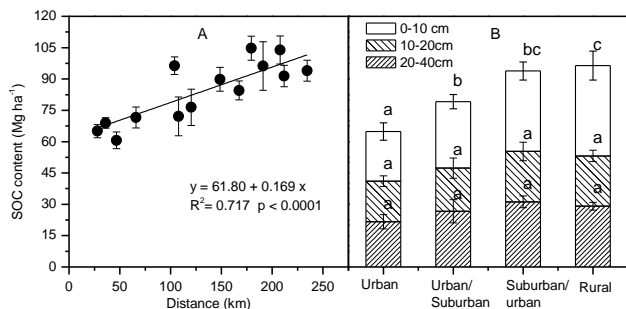 120
105
90
75
60
45
30
15
0
SOC content (Mg ha-1)
A
y = 61.80 + 0.169 x
R2= 0.717 p < 0.0001
0 50 100 150 200 250
Distance (km)
B
0-10 cm
10-20cm
20-40cm
a b bc c
a a a a
a a a a
Urban Urban/ Suburban Suburban/ urban Rural